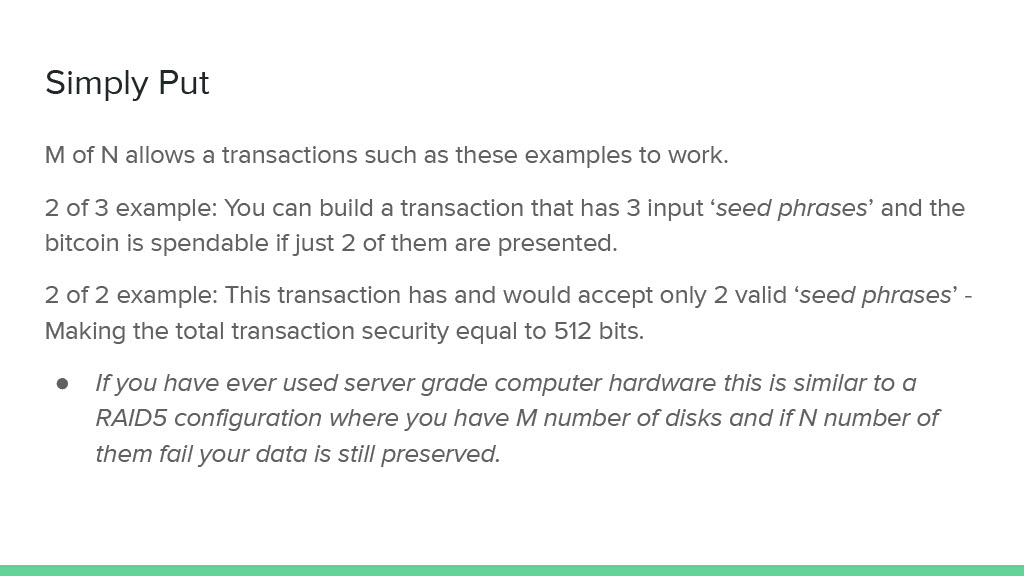 Simply Put
M of N allows a transactions such as these examples to work.
2 of 3 example: You can build a transaction that has 3 input ‘seed phrases’ and the
bitcoin is spendable if just 2 of them are presented.
2 of 2 example: This transaction has and would accept only 2 valid ‘seed phrases’ -
Making the total transaction security equal to 512 bits.
● If you have ever used server grade computer hardware this is similar to a
RAID5 configuration where you have M number of disks and if N number of
them fail your data is still preserved.